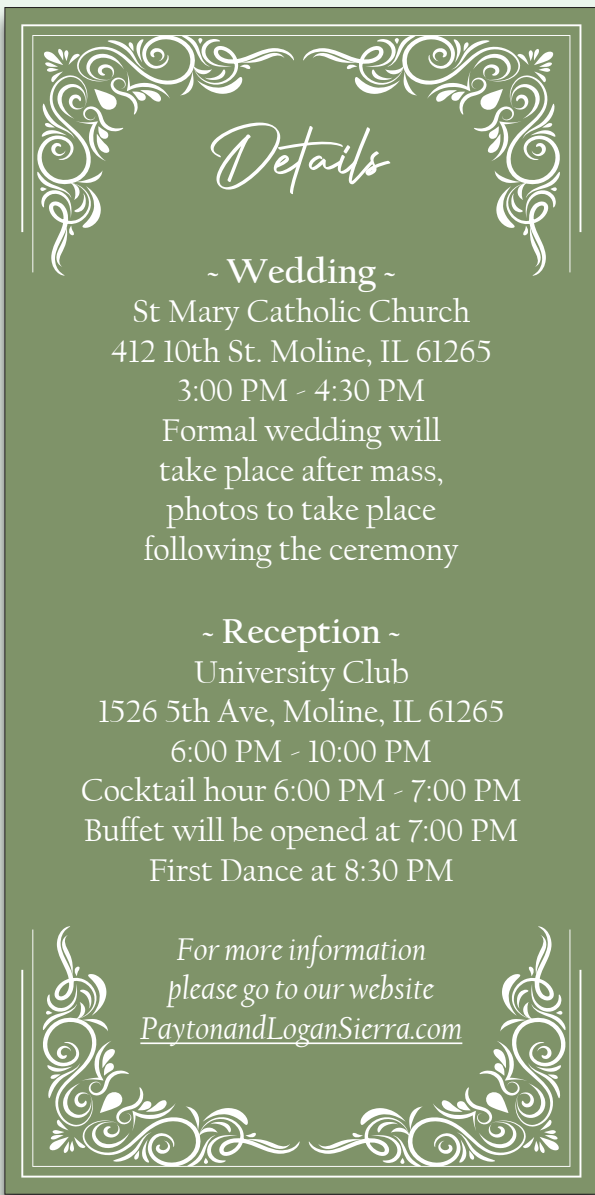 Details
~ Wedding ~
St Mary Catholic Church
412 10th St. Moline, IL 61265
3:00 PM - 4:30 PM
Formal wedding will
take place after mass,
photos to take place
following the ceremony
~ Reception ~
University Club
1526 5th Ave, Moline, IL 61265
6:00 PM - 10:00 PM
Cocktail hour 6:00 PM - 7:00 PM
Buffet will be opened at 7:00 PM
First Dance at 8:30 PM
For more information
please go to our website
PaytonandLoganSierra.com